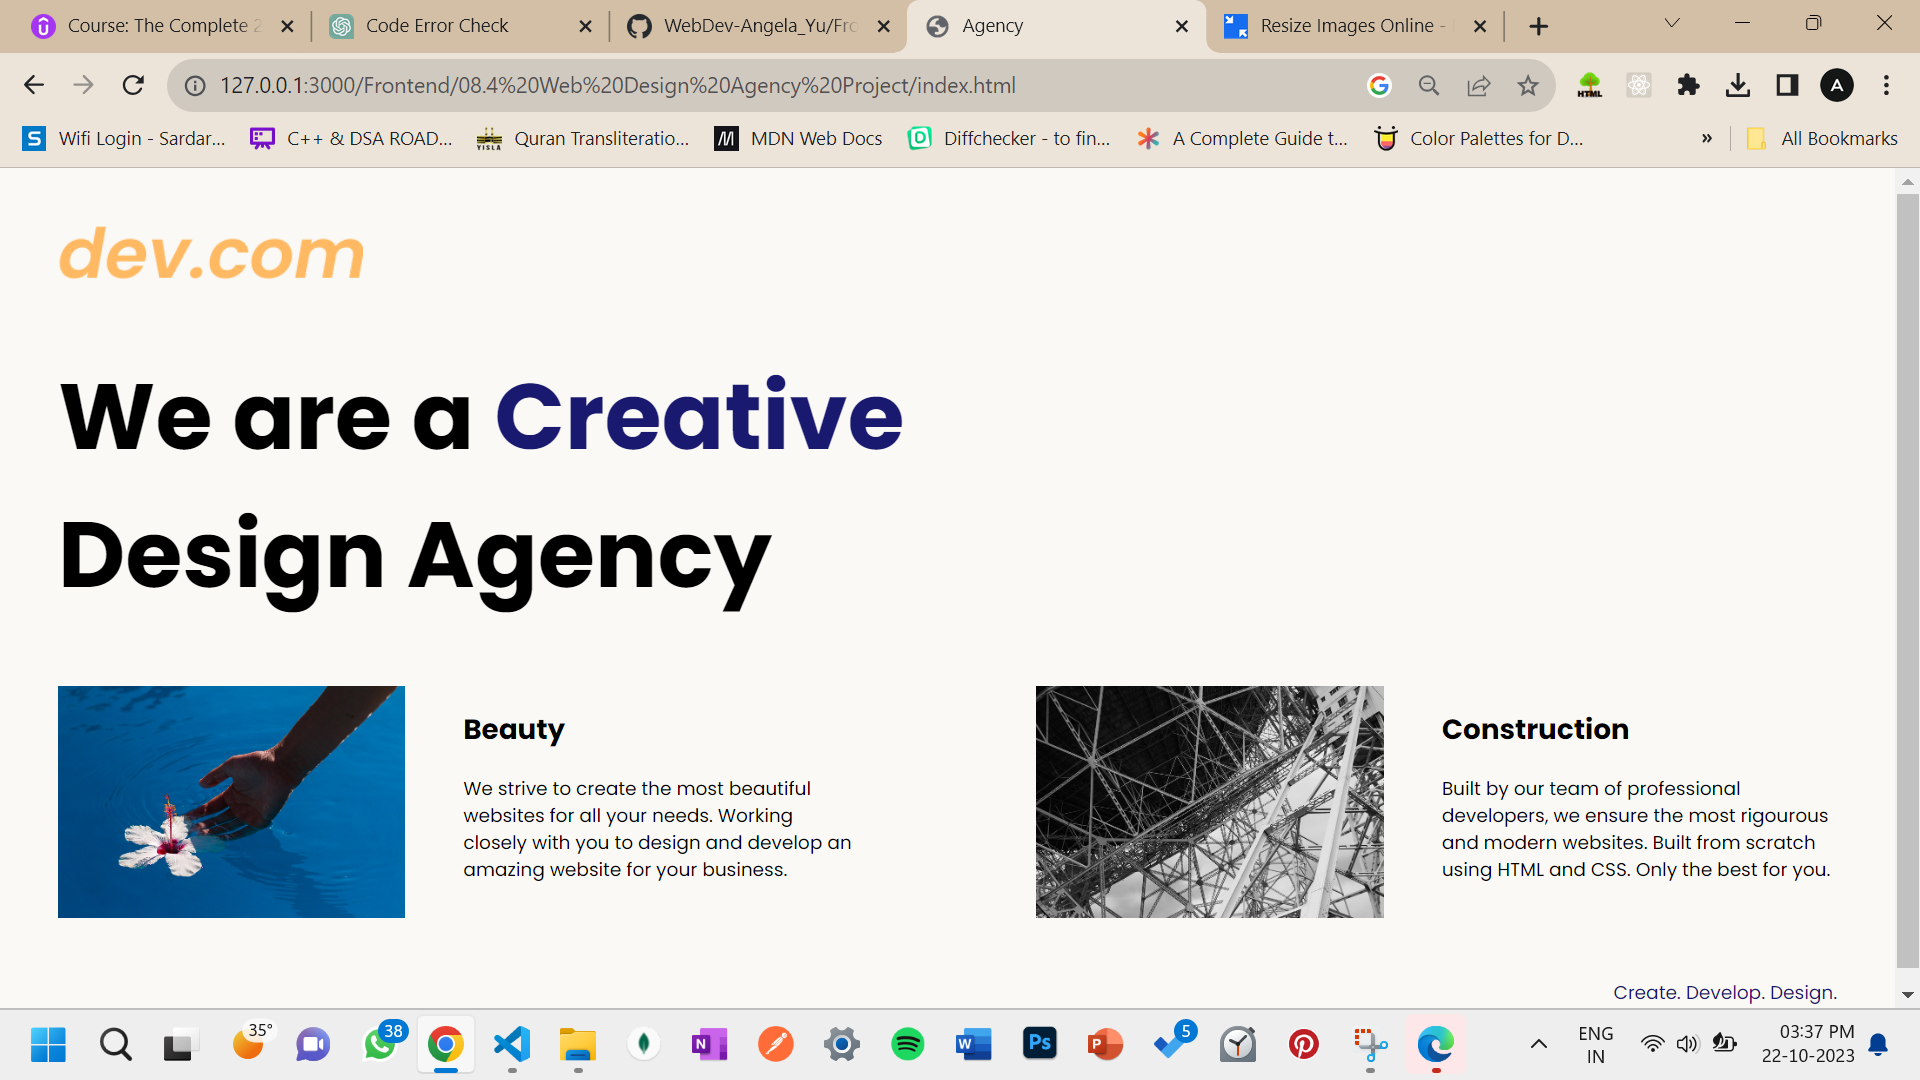 Course: The Complete 2
Code Error Check
WebDev-Angela_Yu/Fro
Agency
Resize Images Online -
127.0.0.1:3000/Frontend/08.4%20Web%20Design%20Agency%20Project/index.html
HTML
A
S
Wifi Login - Sardar...
C++ & DSA ROAD...
YISLA
Quran Transliteratio...
M
MDN Web Docs
D
Diffchecker - to fin...
A Complete Guide t...
Color Palettes for D...
»
All Bookmarks
dev.com
We are a Creative
Design Agency
Beauty
We strive to create the most beautiful
websites for all your needs. Working
closely with you to design and develop an
amazing website for your business.
Construction
Built by our team of professional
developers, we ensure the most rigourous
and modern websites. Built from scratch
using HTML and CSS. Only the best for you.
Create. Develop. Design.
35°
38
N
W
Ps
P
5
ENG
IN
03:37 PM
22-10-2023